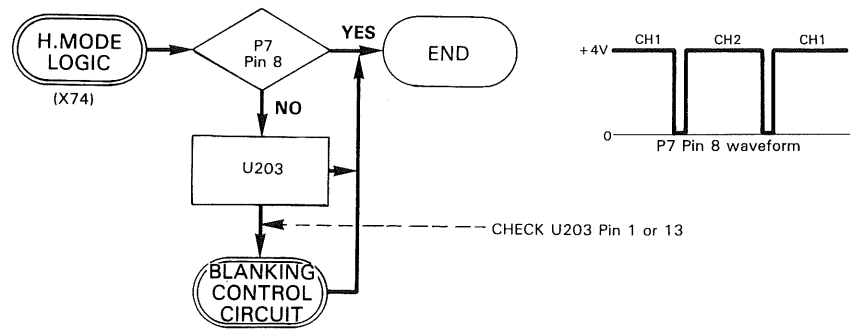 H.MODE
LOGIC
(X74)
P7
Pin 8
YES
END
NO
U203
CHECK U203 Pin 1 or 13
BLANKING
CONTROL
CIRCUIT
+4V
CH1
CH2
CH1
0
P7 Pin 8 waveform